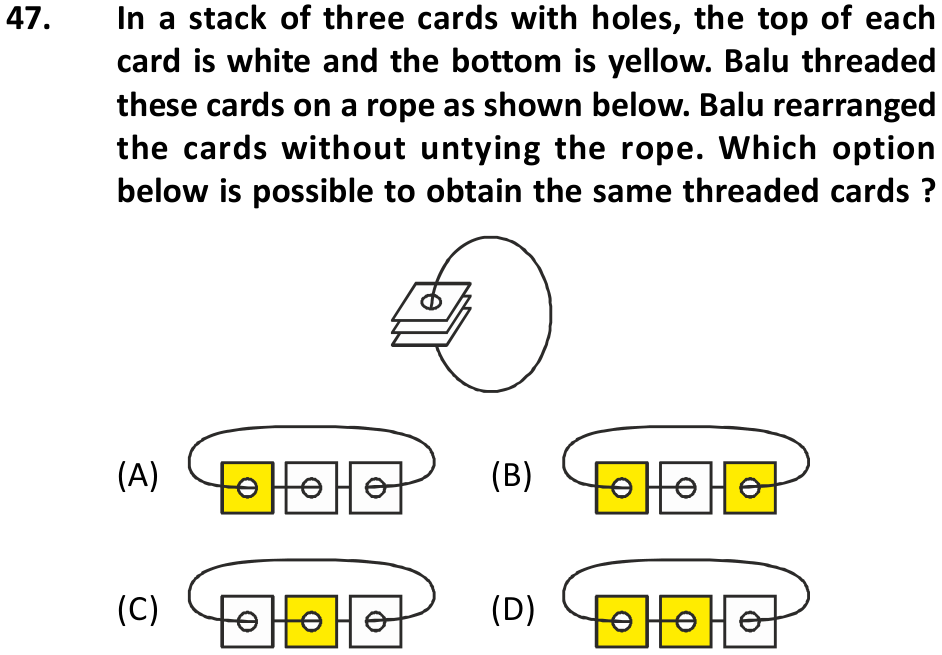 47. In a stack of three cards with holes, the top of each
card is white and the bottom is yellow. Balu threaded
these cards on a rope as shown below. Balu rearranged
the cards without untying the rope. Which option
below is possible to obtain the same threaded cards ?
(A) (B)
(C) (D)